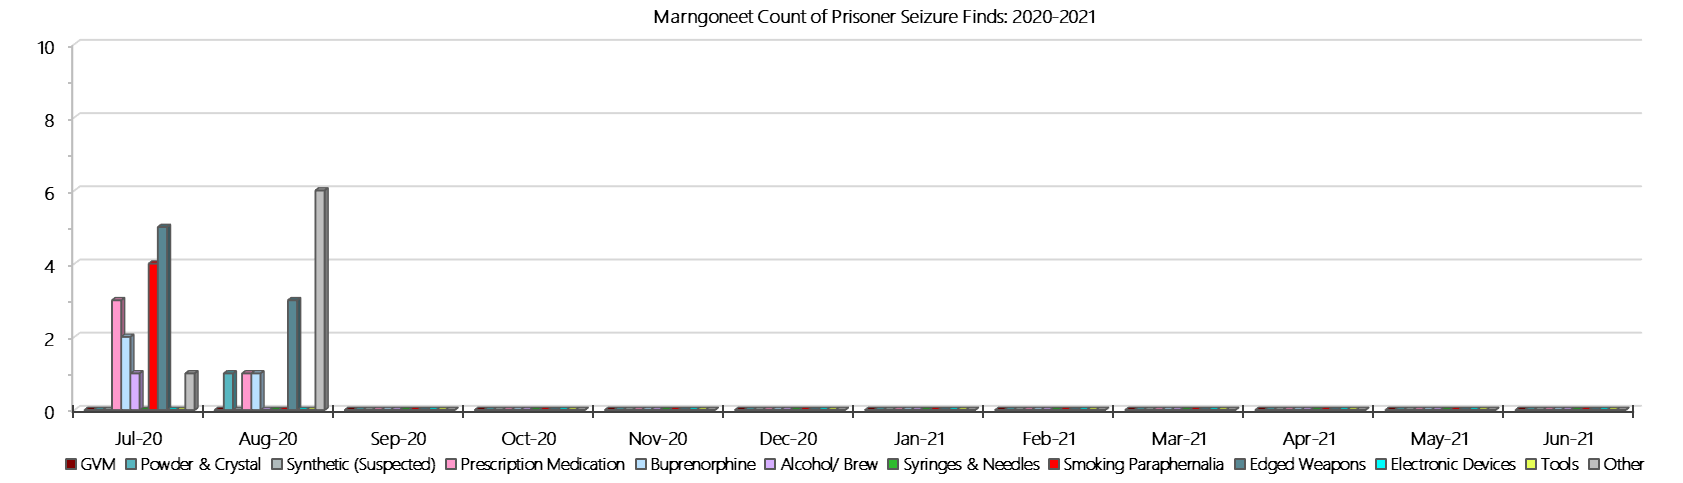 Marngoneet Count of Prisoner Seizure Finds: 2020-2021
10
8
6
4
2
0
Jul-20 Aug-20 Sep-20 Oct-20 Nov-20 Dec-20 Jan-21 Feb-21 Mar-21 Apr-21 May-21 Jun-21
GVM Powder & Crystal Synthetic (Suspected) Prescription Medication Buprenorphine Alcohol/ Brew Syringes & Needles Smoking Paraphernalia Edged Weapons Electronic Devices Tools Other